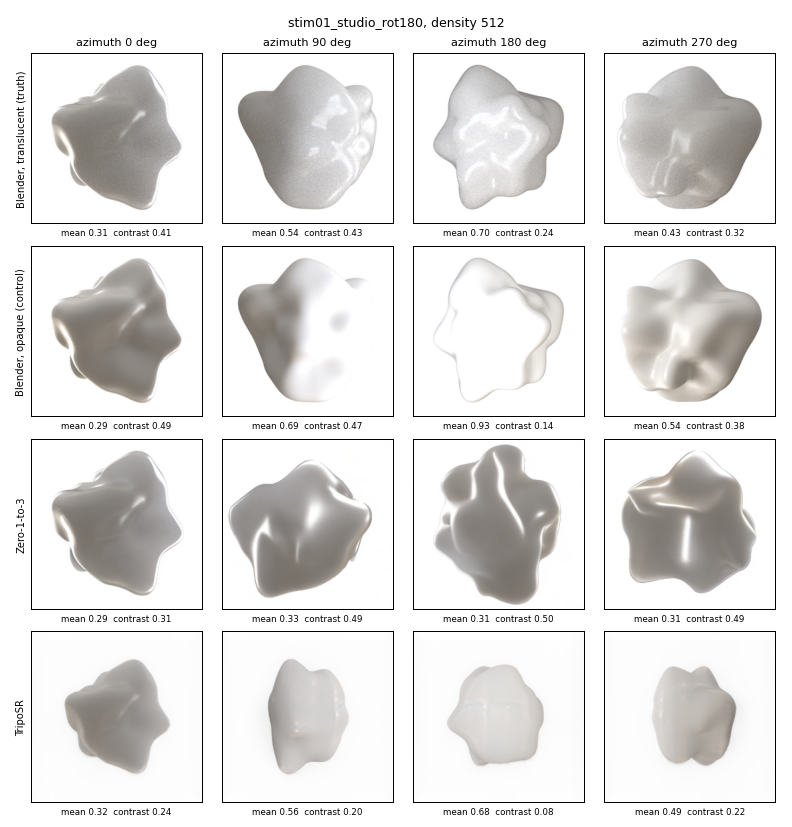 stim01_studio_rot180, density 512
azimuth 0 deg
azimuth 90 deg
azimuth 180 deg
azimuth 270 deg
Blender, translucent (truth)
mean 0.31 contrast 0.41
mean 0.54 contrast 0.43
mean 0.70 contrast 0.24
mean 0.43 contrast 0.32
Blender, opaque (control)
mean 0.29 contrast 0.49
mean 0.69 contrast 0.47
mean 0.93 contrast 0.14
mean 0.54 contrast 0.38
Zero-1-to-3
mean 0.29 contrast 0.31
mean 0.33 contrast 0.49
mean 0.31 contrast 0.50
mean 0.31 contrast 0.49
TripoSR
mean 0.32 contrast 0.24
mean 0.56 contrast 0.20
mean 0.68 contrast 0.08
mean 0.49 contrast 0.22